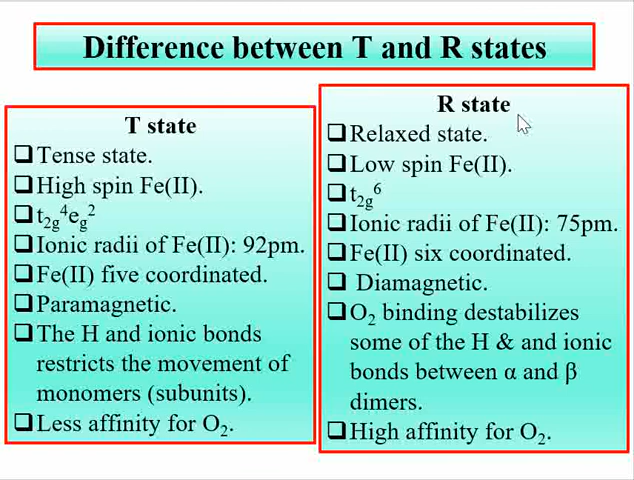 Difference between T and R states
T state
❑Tense state.
❑High spin Fe(II).
❑t₂g⁴eg²
❑Ionic radii of Fe(II): 92pm.
❑Fe(II) five coordinated.
❑Paramagnetic.
❑The H and ionic bonds
restricts the movement of
monomers (subunits).
❑Less affinity for O₂.
R state
❑Relaxed state.
❑Low spin Fe(II).
❑t₂g⁶
❑Ionic radii of Fe(II): 75pm.
❑Fe(II) six coordinated.
❑ Diamagnetic.
❑O₂ binding destabilizes
some of the H & and ionic
bonds between α and β
dimers.
❑High affinity for O₂.